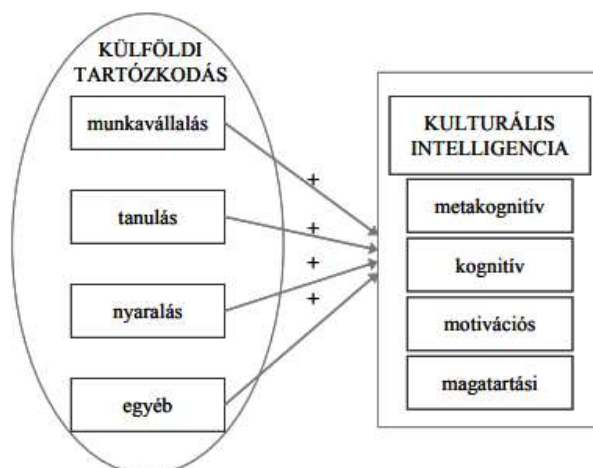 KÜLFÖLDI
TARTÓZKODÁS
munkavállalás
tanulás
nyaralás
egyéb
+
+
+
+
KULTURÁLIS
INTELLIGENCIA
metakognitív
kognitív
motivációs
magatartási